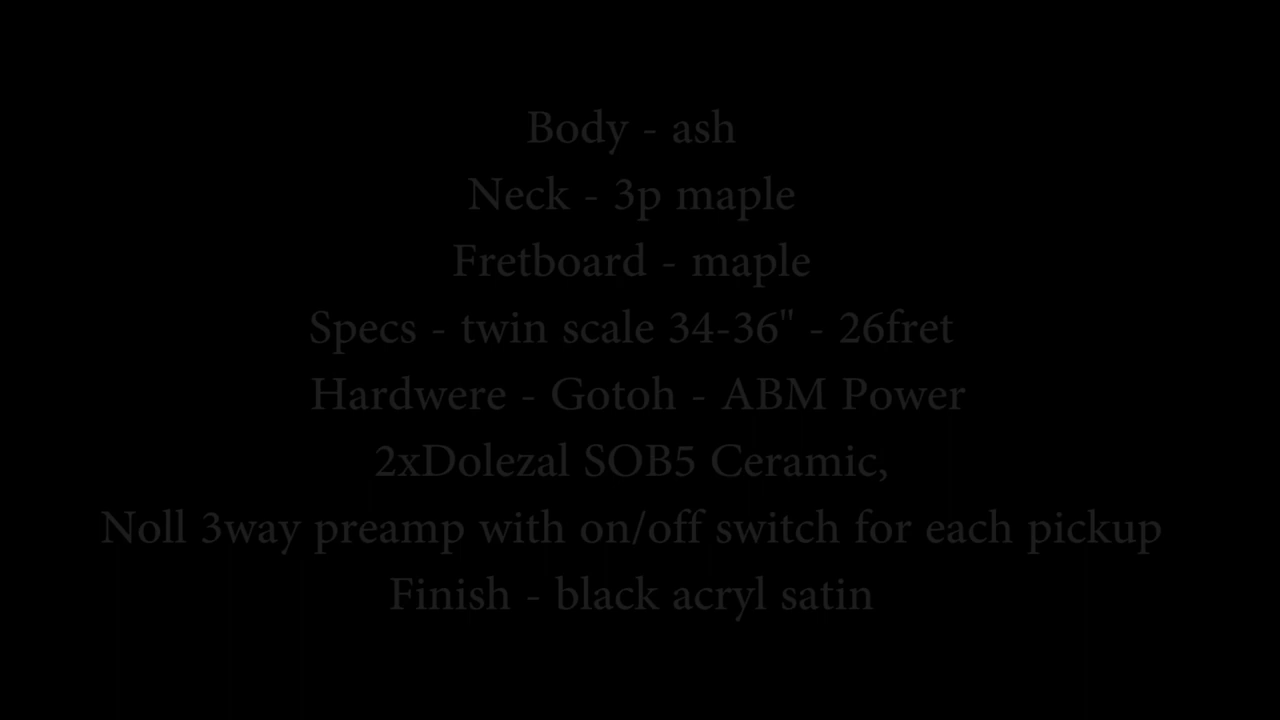 Body - ash
Neck - 3p maple
Fretboard - maple
Specs - twin scale 34-36" - 26fret
Hardwere - Gotoh - ABM Power
2xDolezal SOB5 Ceramic,
Noll 3way preamp with on/off switch for each pickup
Finish - black acryl satin